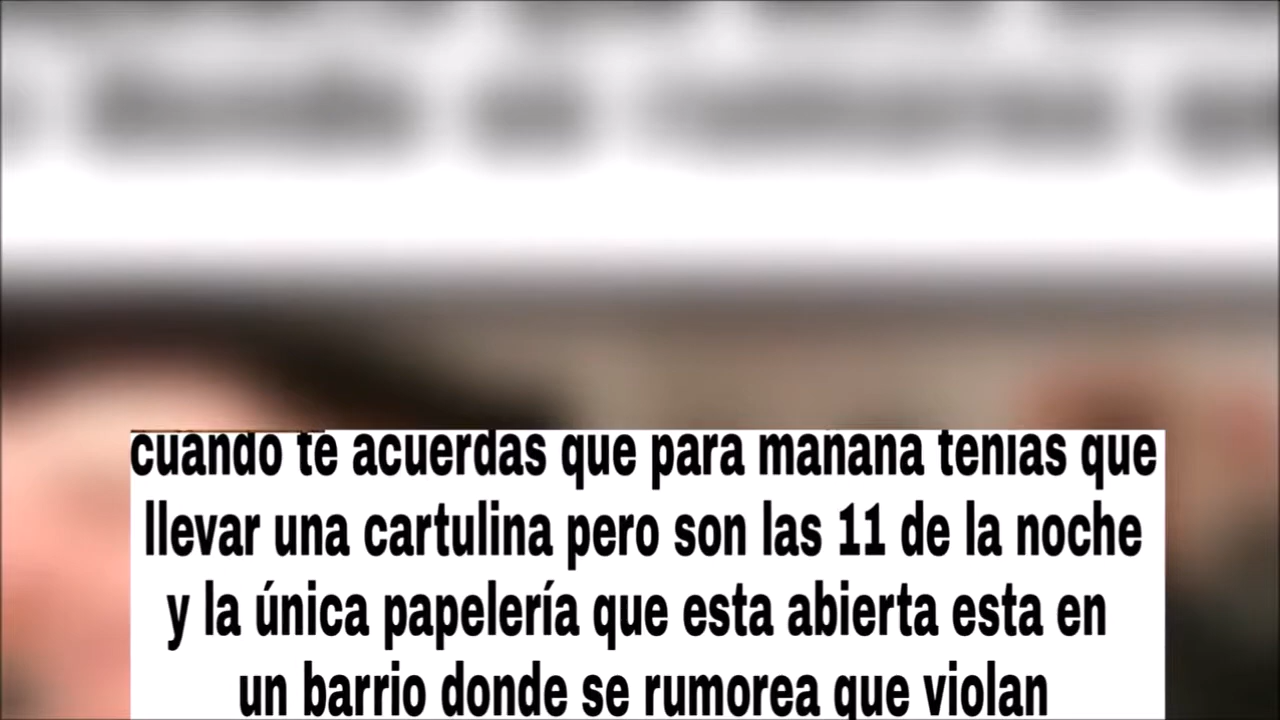 cuando te acuerdas que para mañana tenías que
llevar una cartulina pero son las 11 de la noche
y la única papelería que esta abierta esta en
un barrio donde se rumorea que violan